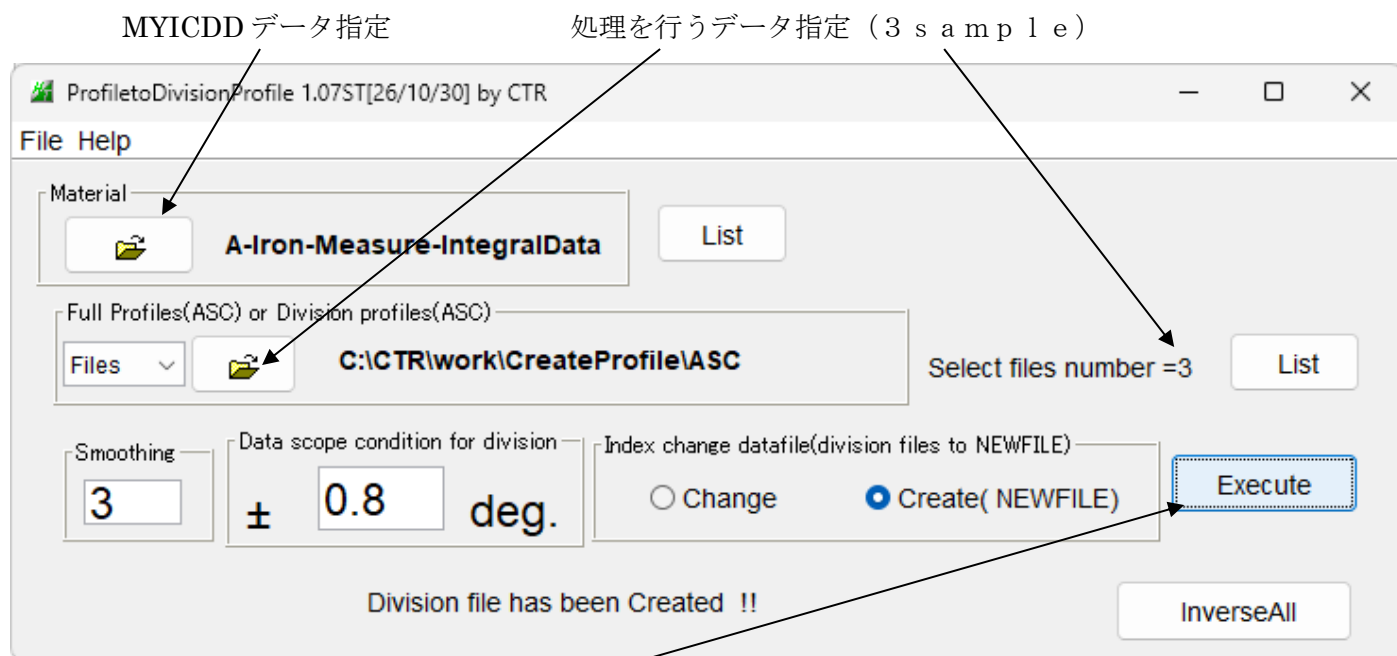 MYICDD データ指定 処理を行うデータ指定（3 sample）
ProfiletoDivisionProfile 1.07ST[26/10/30] by CTR
File Help
Material
A-Iron-Measure-IntegralData
List
Full Profiles(ASC) or Division profiles(ASC)
Files
C:\CTR\work\CreateProfile\ASC
Select files number =3
List
Smoothing
3
Data scope condition for division
± 0.8 deg.
Index change datafile(division files to NEWFILE)
Change
Create( NEWFILE)
Execute
Division file has been Created !!
InverseAll